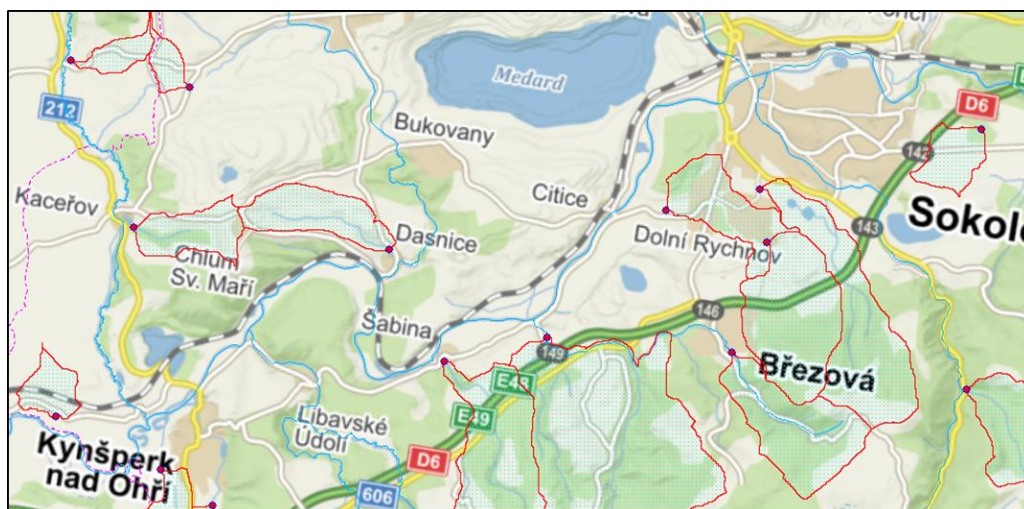 Medard
D6
212
Bukovany
142
Kaceřov
Citice
Sokolo
Dasnice
143
Dolní Rychnov
Chlum
Sv. Maří
146
Šabina
149
Březová
E48
E49
Libavské
Údolí
Kynšperk
nad Ohří
D6
606